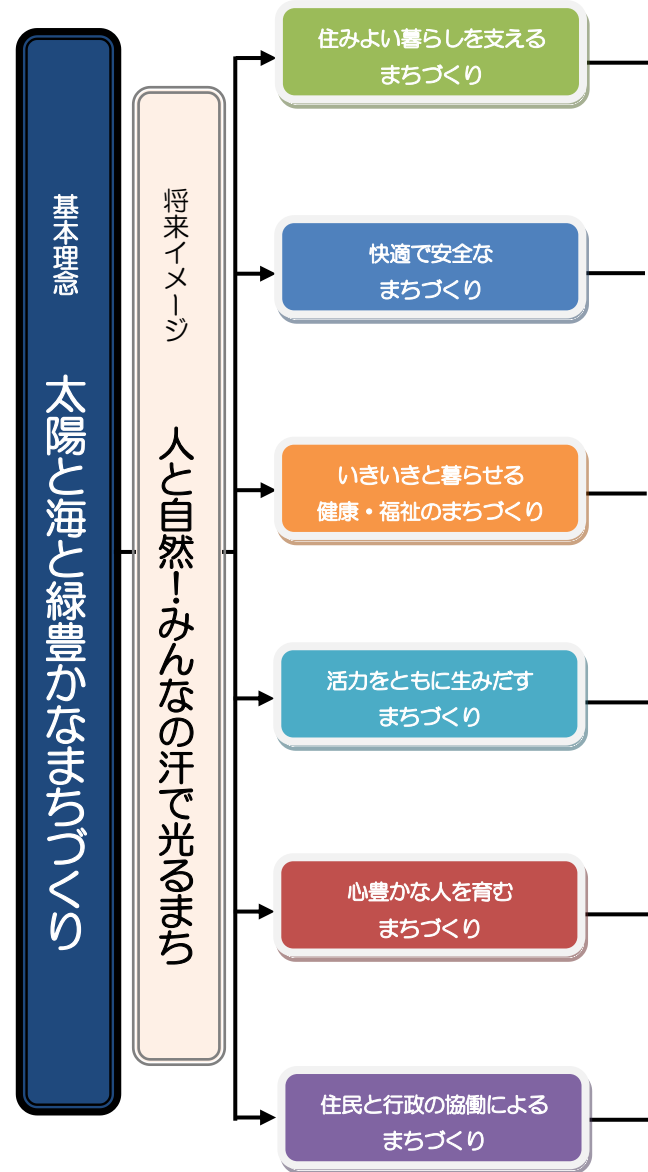 基本理念
太陽と海と緑豊かなまちづくり
将来イメージ
人と自然！みんなの汗で光るまち
住みよい暮らしを支える
まちづくり
快適で安全な
まちづくり
いきいきと暮らせる
健康・福祉のまちづくり
活力をともに生みだす
まちづくり
心豊かな人を育む
まちづくり
住民と行政の協働による
まちづくり